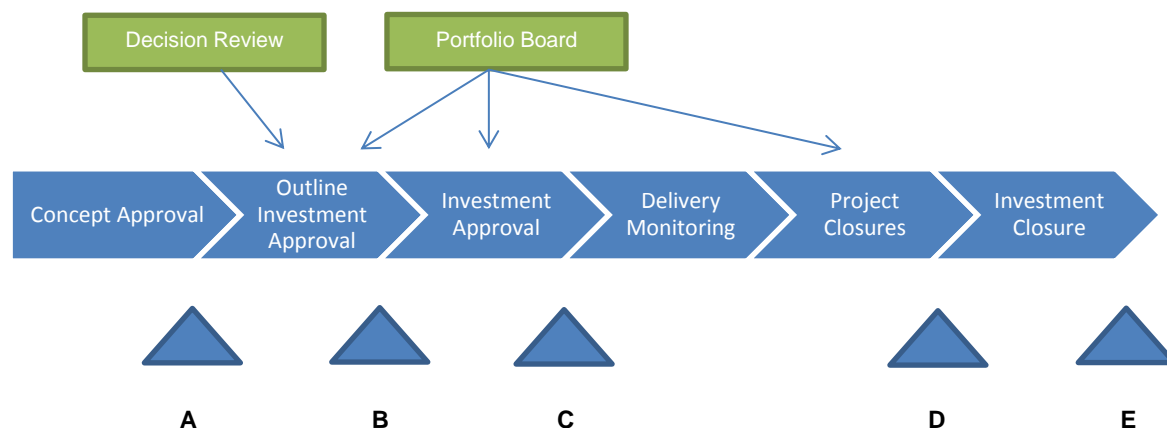 Decision Review
Portfolio Board
Concept Approval
Outline
Investment
Approval
Investment
Approval
Delivery
Monitoring
Project
Closures
Investment
Closure
A
B
C
D
E